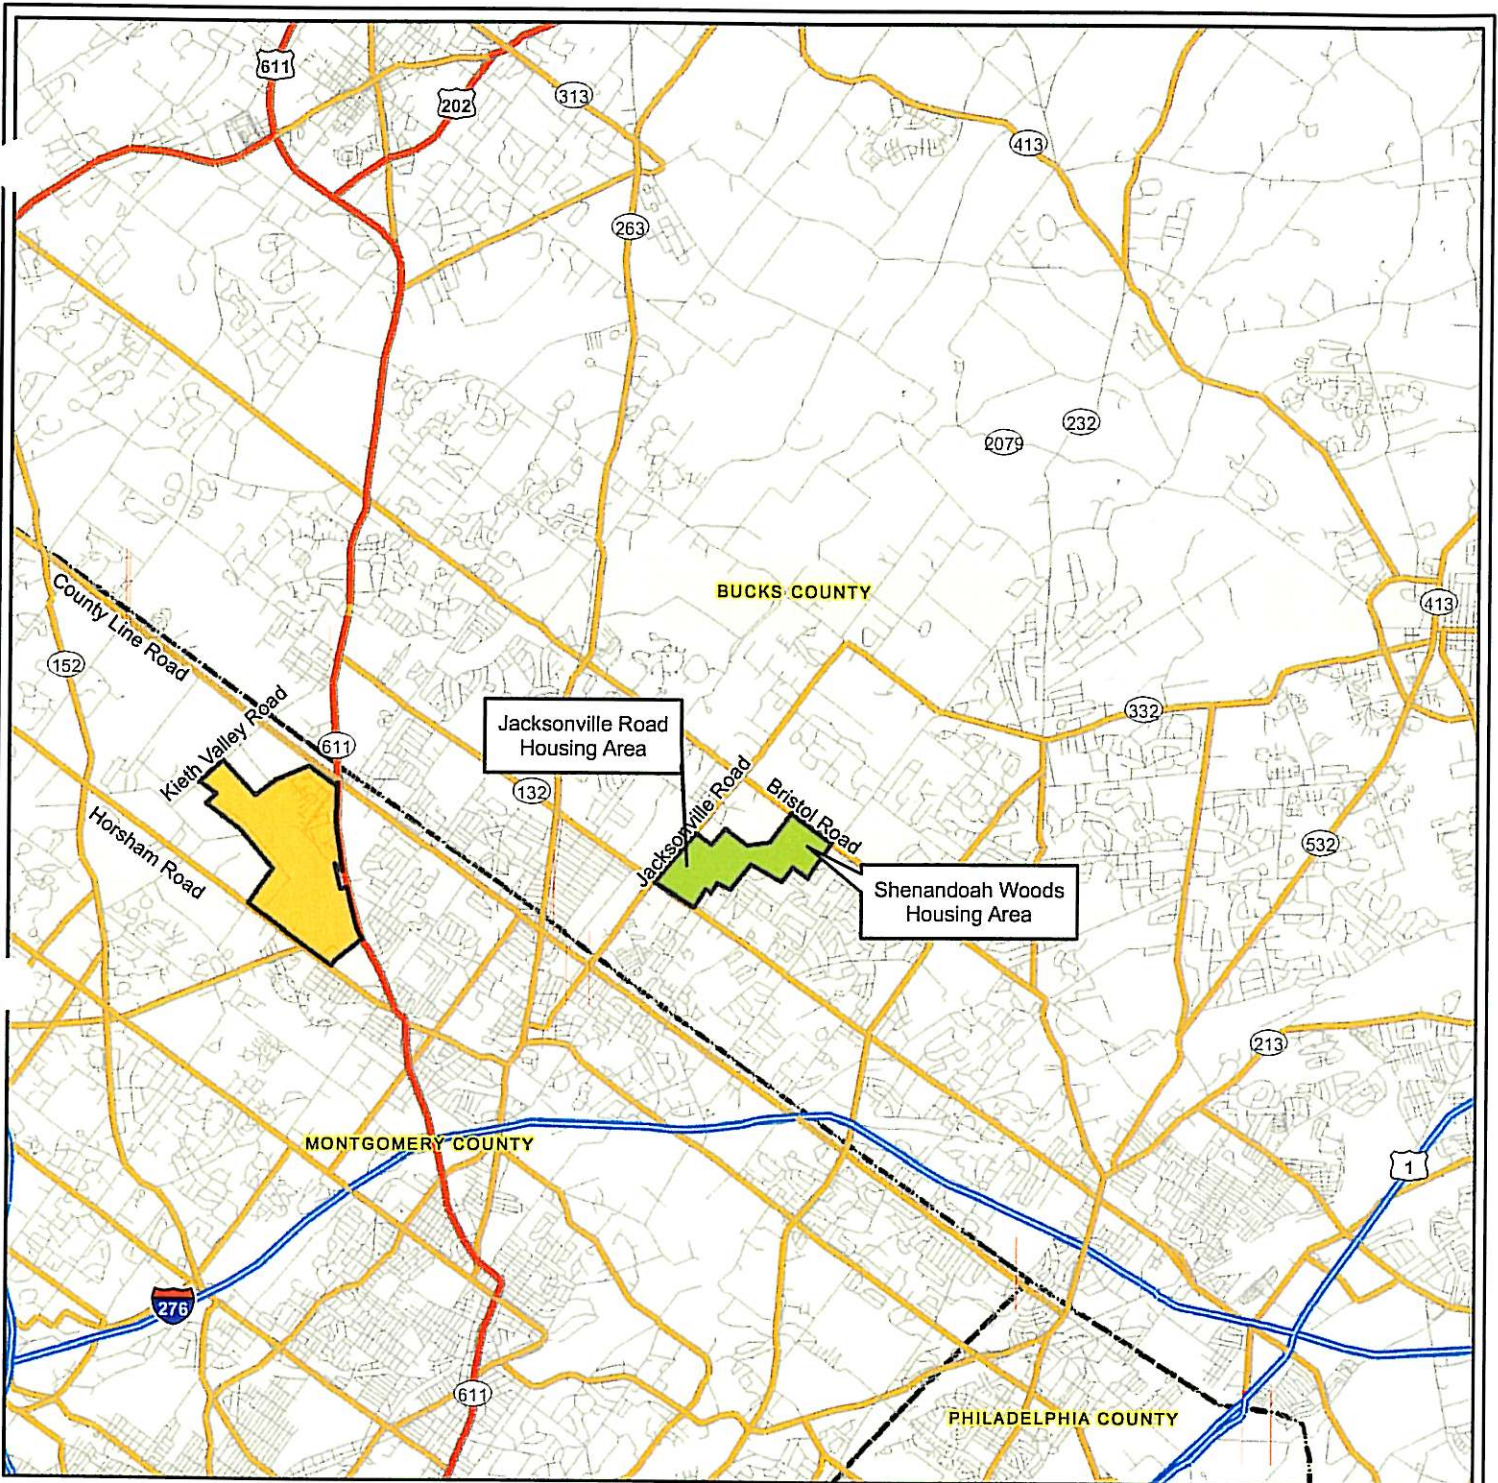 611
202
313
413
263
232
2079
BUCKS COUNTY
413
County Line Road
152
Kieth Valley Road
611
Jacksonville Road
Housing Area
332
132
Jacksonville Road
Bristol Road
Horsham Road
532
Shenandoah Woods
Housing Area
213
MONTGOMERY COUNTY
1
276
611
PHILADELPHIA COUNTY